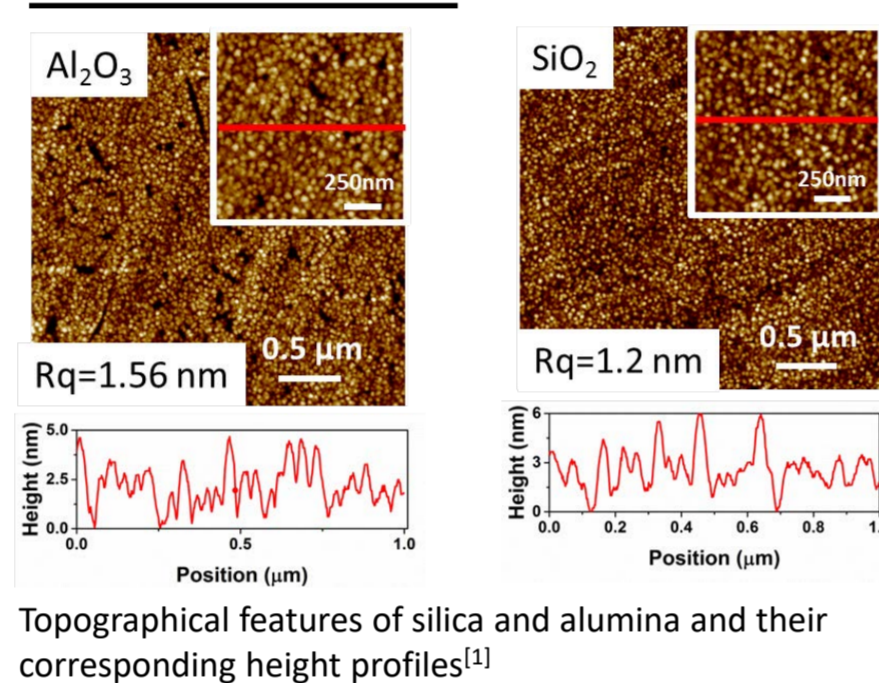 Al₂O₃
250nm
0.5 μm
Rq=1.56 nm
SiO₂
250nm
0.5 μm
Rq=1.2 nm
Height (nm)
5.0
2.5
0.0
0.0 0.5 1.0
Position (μm)
Height (nm)
6
3
0
0.0 0.2 0.4 0.6 0.8
Position (μm)
Topographical features of silica and alumina and their
corresponding height profiles[1]